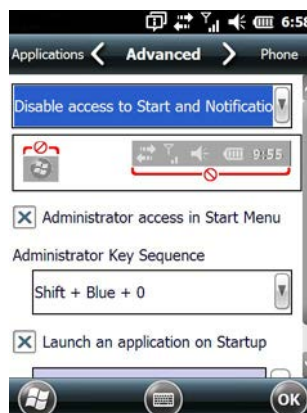 6:58
Applications Advanced Phone
Disable access to Start and Notificatio
9:55
Administrator access in Start Menu
Administrator Key Sequence
Shift + Blue + 0
Launch an application on Startup
OK